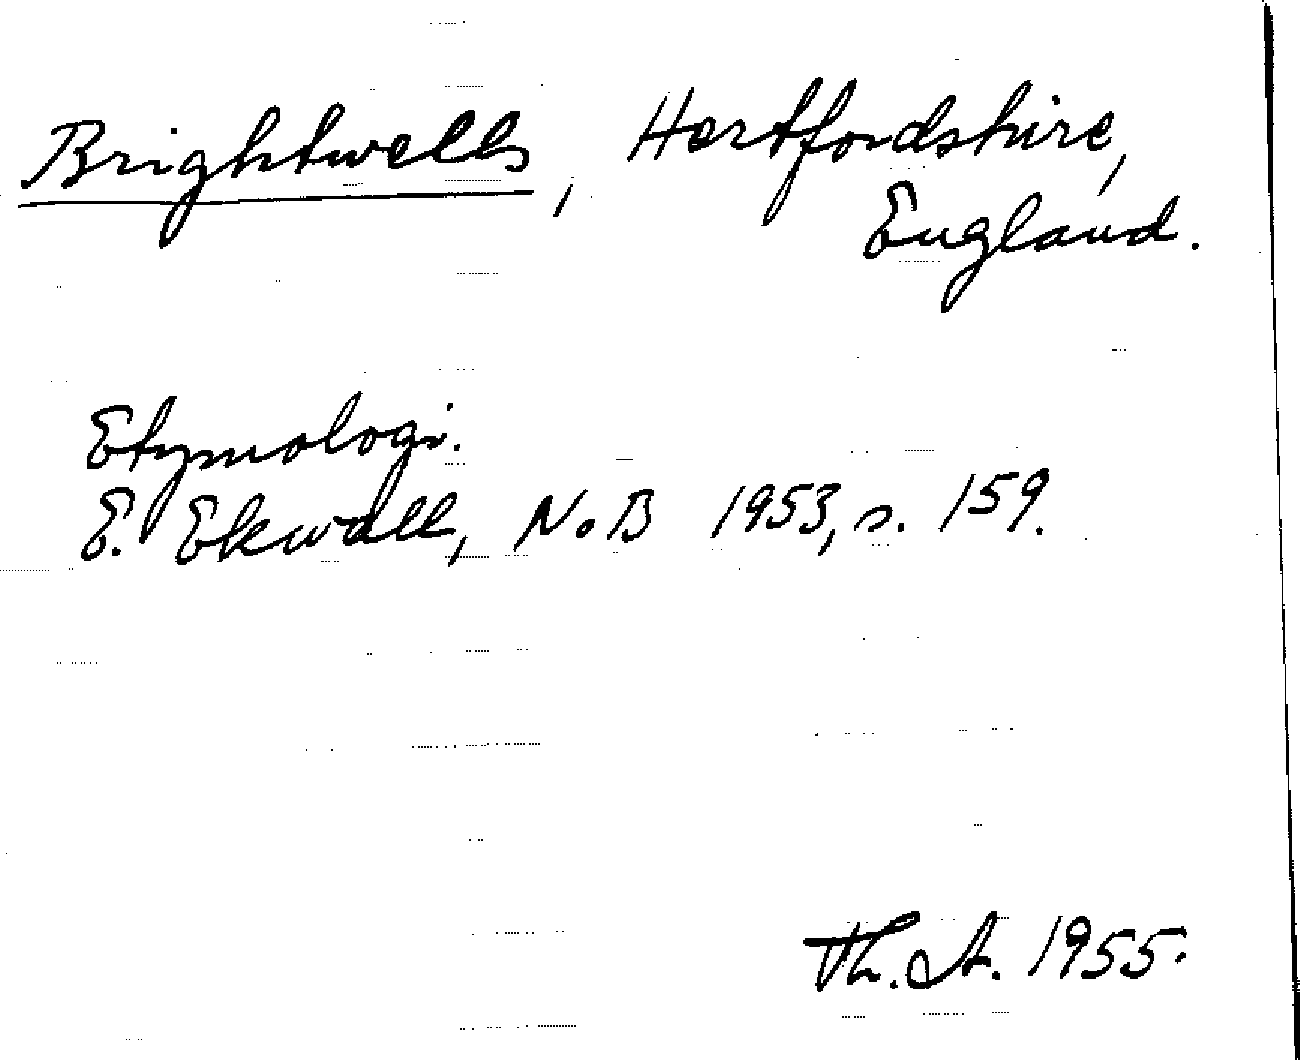 Brightwells, Hertfordshire,
England.
Etymologi.
E. Ekwall, NoB 1953, s. 159.
Th. A. 1955.